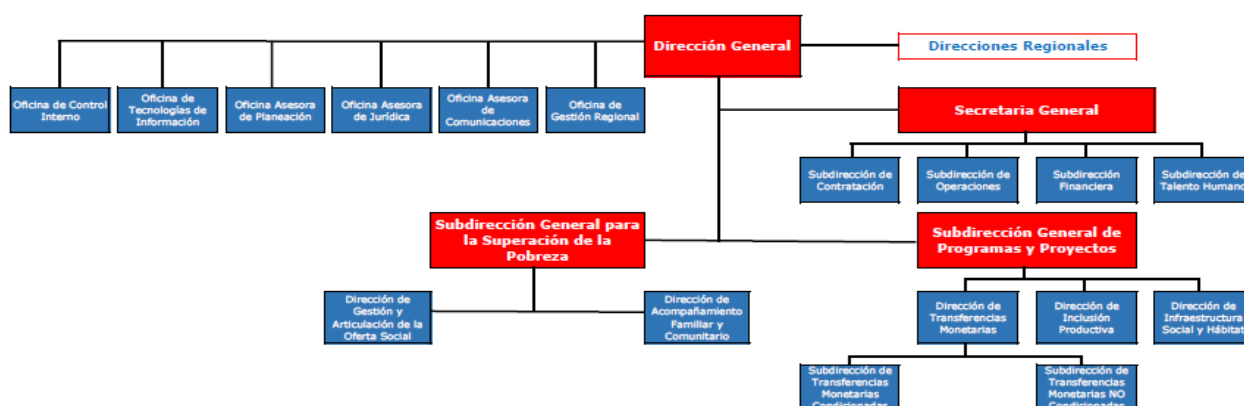 Dirección General
Direcciones Regionales
Oficina de Control
Interno
Oficina de
Tecnologías de
Información
Oficina Asesora
de Planeación
Oficina Asesora
de Jurídica
Oficina Asesora
de
Comunicaciones
Oficina de
Gestión Regional
Secretaria General
Subdirección de
Contratación
Subdirección de
Operaciones
Subdirección
Financiera
Subdirección de
Talento Humano
Subdirección General para
la Superación de la
Pobreza
Subdirección General de
Programas y Proyectos
Dirección de
Gestión y
Articulación de la
Oferta Social
Dirección de
Acompañamiento
Familiar y
Comunitario
Dirección de
Transferencias
Monetarias
Dirección de
Inclusión
Productiva
Dirección de
Infraestructura
Social y Hábitat
Subdirección de
Transferencias
Monetarias
Condicionadas
Subdirección de
Transferencias
Monetarias NO
Condicionadas